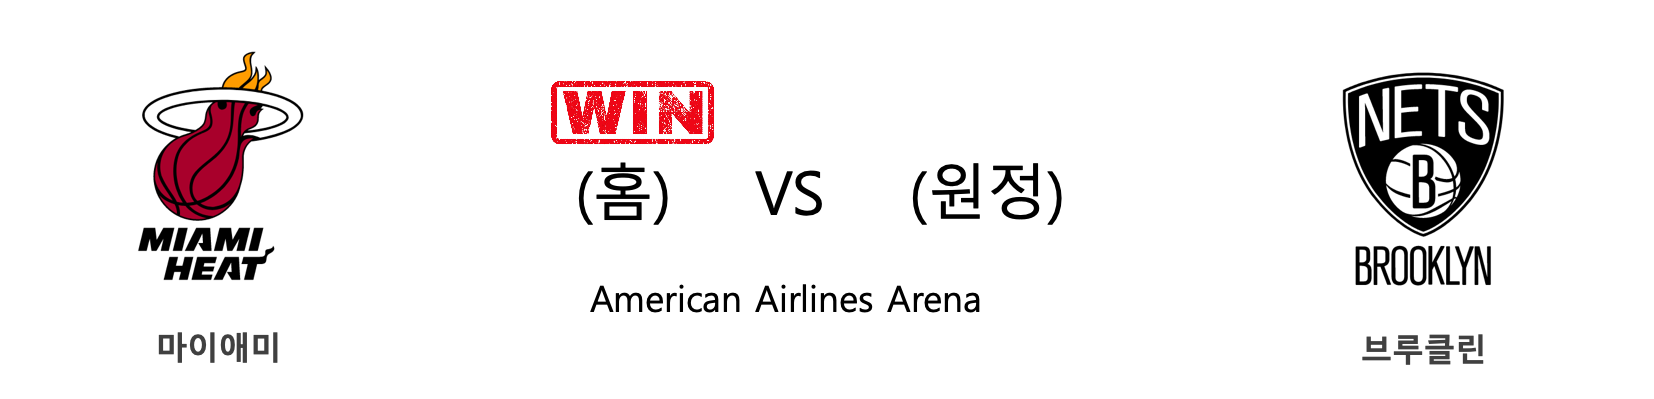 MIAMI
HEAT
마이애미
WIN
(홈) VS (원정)
American Airlines Arena
NETS
B
BROOKLYN
브루클린